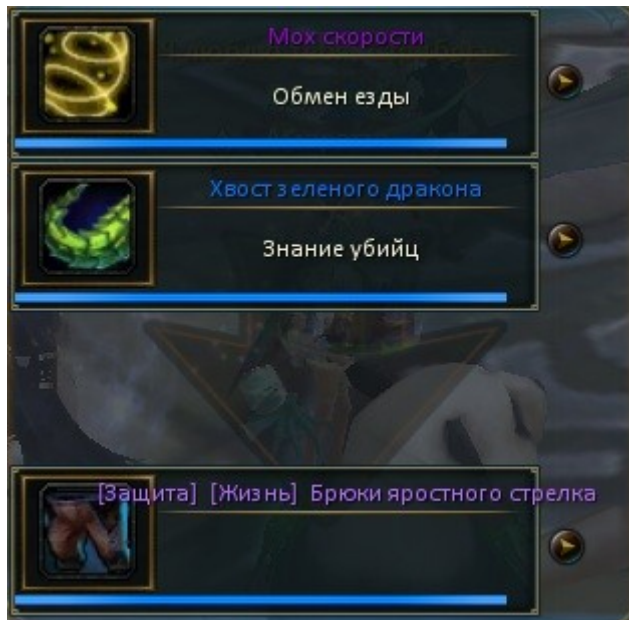 Мох скорости
Обмен езды
Хвост зеленого дракона
Знание убийц
[Защита] [Жизнь] Брюки яростного стрелка